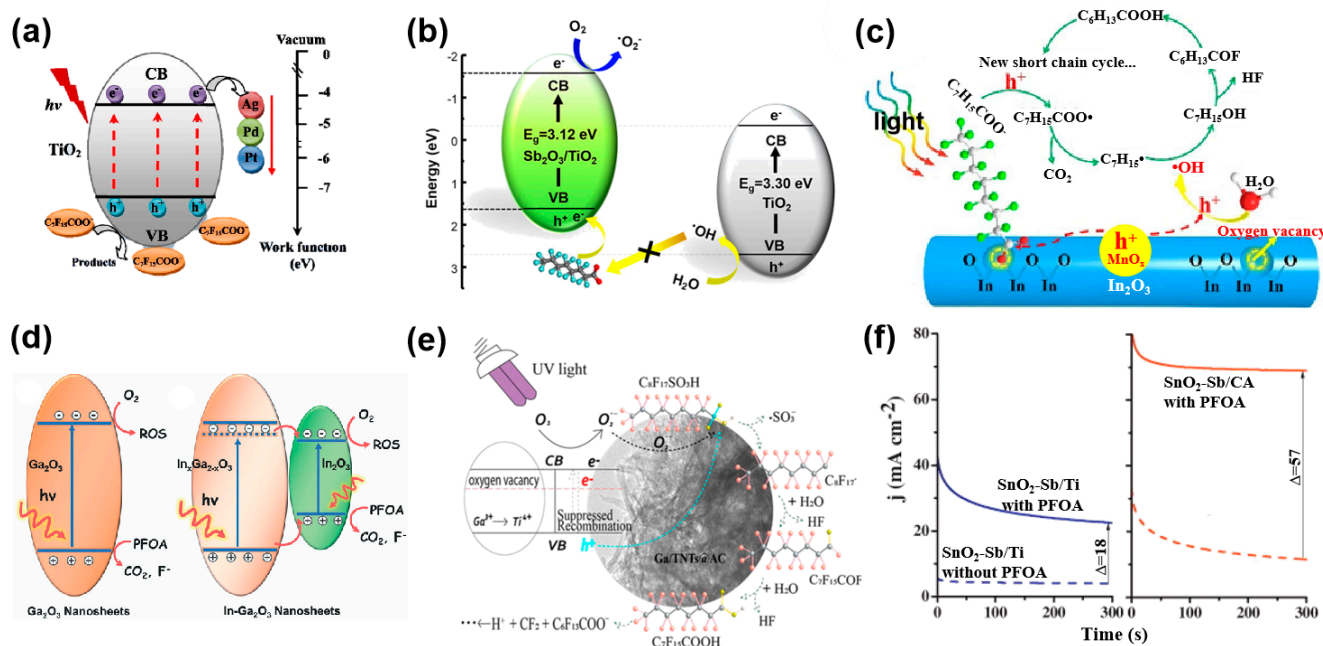 (a)
Vacuum
0
CB
e⁻ e⁻ e⁻
-4
hν
Ag
-5
TiO₂
Pd
Pt
-6
-7
h⁺ h⁺ h⁺
C₇F₁₅COO⁻
VB
C₇F₁₅COO⁻
Products
C₇F₁₅COO⁻
Work function
(eV)
(b)
O₂
·O₂⁻
Energy (eV)
-2
-1
0
1
2
3
e⁻
CB
E_g=3.12 eV
Sb₂O₃/TiO₂
VB
h⁺
e⁻
e⁻
CB
E_g=3.30 eV
TiO₂
VB
h⁺
·OH
H₂O
(c)
C₆H₁₃COOH
New short chain cycle...
C₆H₁₃COF
HF
h⁺
C₇H₁₅COO⁻
light
C₇H₁₅COO•
C₇H₁₅OH
CO₂
C₇H₁₅•
•OH
H₂O
h⁺
Oxygen vacancy
h⁺
MnOₓ
O O O O O O
In In In In In In
In₂O₃
(d)
O₂
ROS
Ga₂O₃
hν
PFOA
CO₂, F⁻
Ga₂O₃ Nanosheets
O₂
ROS
InₓGa₂₋ₓO₃
In₂O₃
hν
PFOA
CO₂, F⁻
In-Ga₂O₃ Nanosheets
(e)
UV light
C₈F₁₇SO₃H
O₂
O₂·⁻
O₂
·SO₃⁻
CB
e⁻
oxygen vacancy
e⁻
C₈F₁₇·
+ H₂O
HF
Ga³⁺→ Ti⁴⁺
Suppressed
Recombination
VB
h⁺
Ga/TNTs@AC
C₇F₁₅COF
+ H₂O
HF
···←H⁺ + CF₂ + C₆F₁₃COO⁻
C₇F₁₅COOH
(f)
j (mA cm⁻²)
80
60
40
20
0
SnO₂-Sb/Ti
with PFOA
SnO₂-Sb/Ti
without PFOA
Δ=18
SnO₂-Sb/CA
with PFOA
Δ=57
0 100 200 300
0 100 200 300
Time (s)